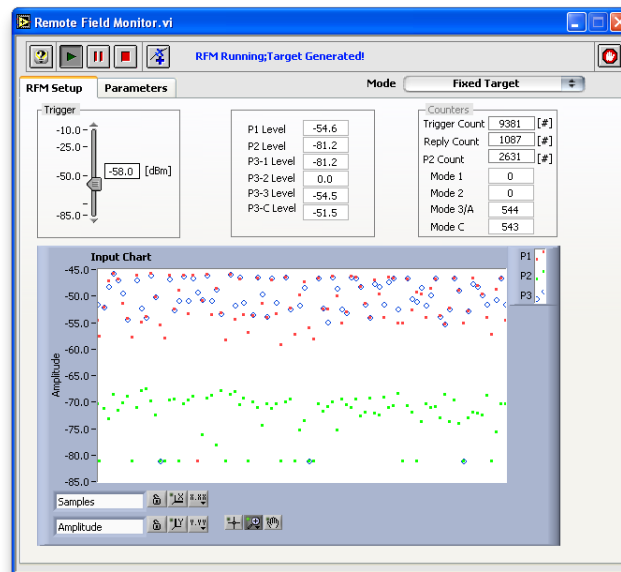 Remote Field Monitor.vi
RFM Running;Target Generated!
RFM Setup
Parameters
Mode
Fixed Target
Trigger
-10.0
-25.0
-50.0
-85.0
-58.0 [dBm]
P1 Level -54.6
P2 Level -81.2
P3-1 Level -81.2
P3-2 Level 0.0
P3-3 Level -54.5
P3-C Level -51.5
Counters
Trigger Count 9381 [#]
Reply Count 1087 [#]
P2 Count 2631 [#]
Mode 1 0
Mode 2 0
Mode 3/A 544
Mode C 543
Input Chart
P1
P2
P3
Amplitude
-45.0
-50.0
-55.0
-60.0
-65.0
-70.0
-75.0
-80.0
-85.0
Samples
X
X.XX
Amplitude
Y
Y.YY